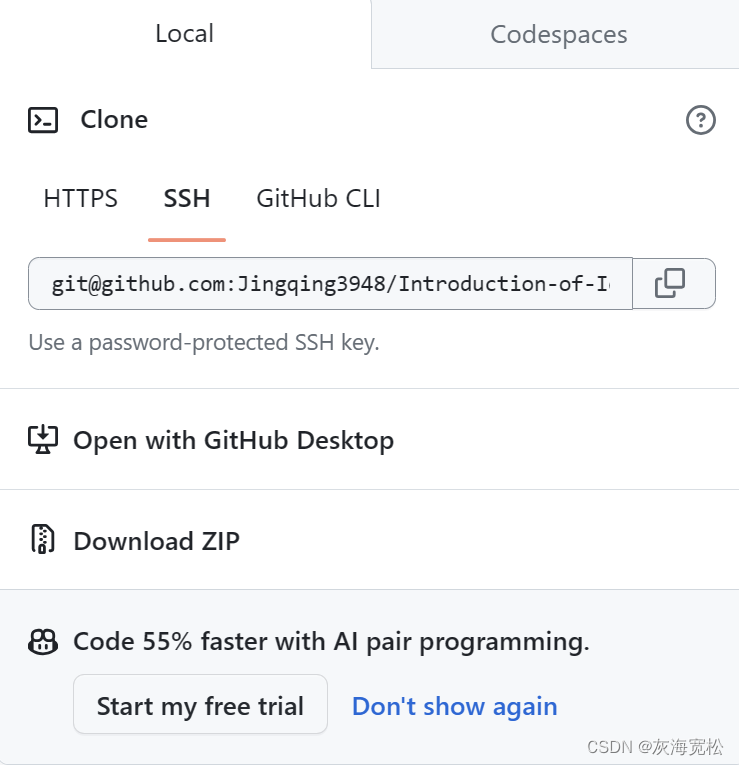 Local
Codespaces
Clone
HTTPS
SSH
GitHub CLI
git@github.com:Jingqing3948/Introduction-of-
Use a password-protected SSH key.
Open with GitHub Desktop
Download ZIP
Code 55% faster with AI pair programming.
Start my free trial
Don't show again
CSDN @灰海宽松